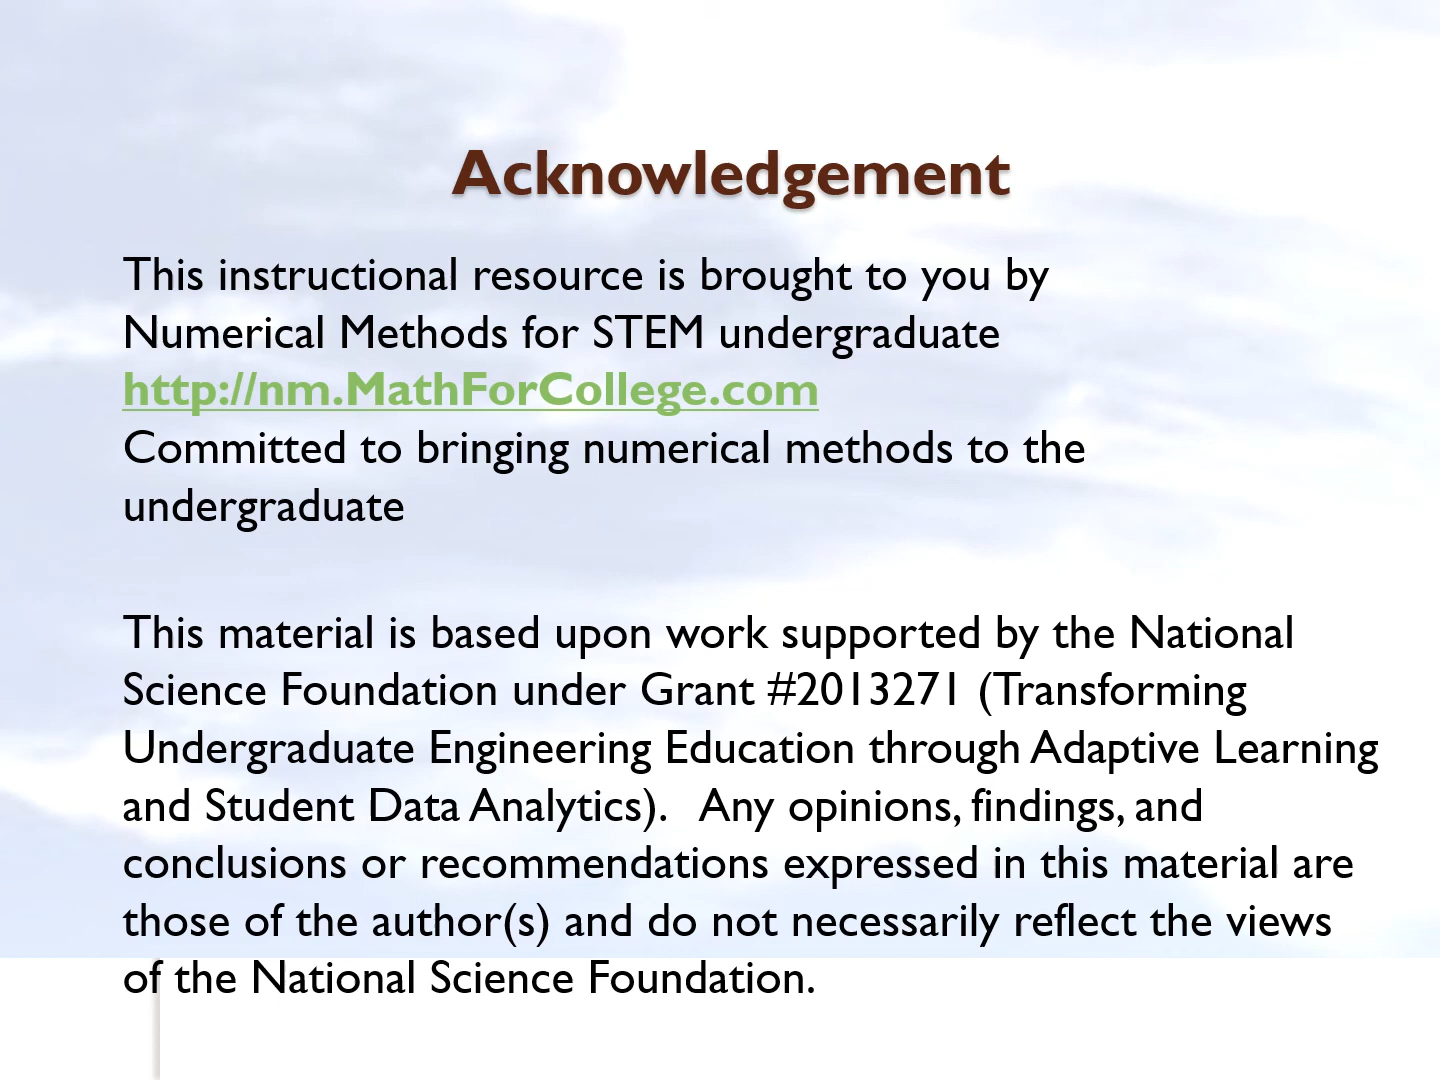 Acknowledgement
This instructional resource is brought to you by
Numerical Methods for STEM undergraduate
http://nm.MathForCollege.com
Committed to bringing numerical methods to the
undergraduate
This material is based upon work supported by the National
Science Foundation under Grant #2013271 (Transforming
Undergraduate Engineering Education through Adaptive Learning
and Student Data Analytics).   Any opinions, findings, and
conclusions or recommendations expressed in this material are
those of the author(s) and do not necessarily reflect the views
of the National Science Foundation.